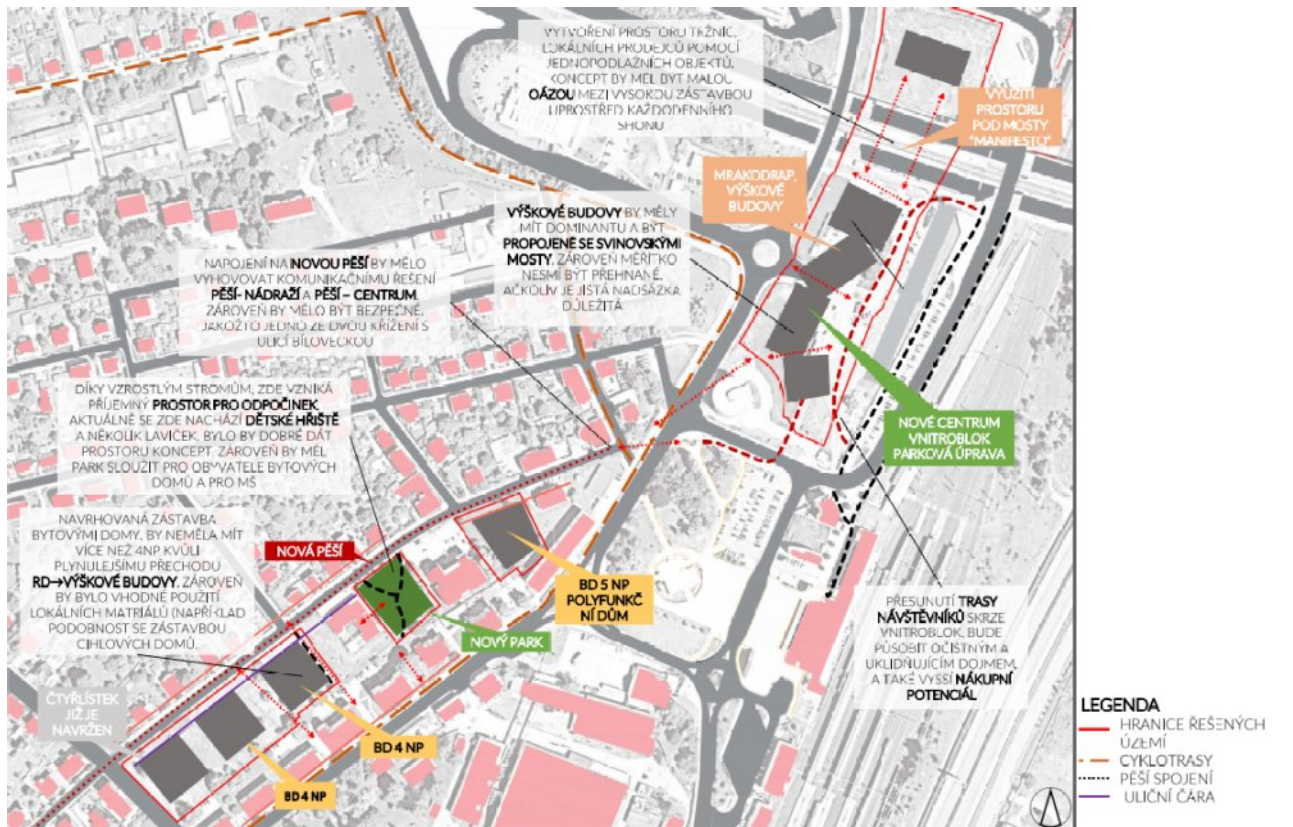 VYTVOŘENÍ PROSTORU TRŽNIC,
LOKÁLNÍCH PRODEJCŮ POMOCÍ
JEDNOPODLAŽNÍCH OBJEKTŮ.
KONCEPT BY MĚL BÝT MALOU
OÁZOU MEZI VYSOKOU ZÁSTAVBOU
UPROSTŘED KAŽDODENNÍHO
SHONU
VYUŽITÍ
PROSTORU
POD MOSTY
"MANIFESTO"
MRAKODRAP,
VÝŠKOVÉ
BUDOVY
VÝŠKOVÉ BUDOVY BY MĚLY
MÍT DOMINANTU A BÝT
PROPOJENÉ SE SVINOVSKÝMI
MOSTY. ZÁROVEŇ MĚŘÍTKO
NESMÍ BÝT PŘEHNANÉ,
AČKOLIV JE JISTÁ NADSÁZKA
DŮLEŽITÁ
NAPOJENÍ NA NOVOU PĚŠÍ BY MĚLO
VYHOVOVAT KOMUNIKAČNÍMU ŘEŠENÍ
PĚŠÍ- NÁDRAŽÍ A PĚŠÍ – CENTRUM.
ZÁROVEŇ BY MĚLO BÝT BEZPEČNÉ,
JAKOŽTO JEDNO ZE DVOU KŘÍŽENÍ S
ULICÍ BÍLOVECKOU
DÍKY VZROSTLÝM STROMŮM, ZDE VZNIKÁ
PŘÍJEMNÝ PROSTOR PRO ODPOČINEK.
AKTUÁLNĚ SE ZDE NACHÁZÍ DĚTSKÉ HŘIŠTĚ
A NĚKOLIK LAVIČEK, BYLO BY DOBRÉ DÁT
PROSTORU KONCEPT. ZÁROVEŇ BY MĚL
PARK SLOUŽIT PRO OBYVATELE BYTOVÝCH
DOMŮ A PRO MŠ
NOVÉ CENTRUM
VNITROBLOK
PARKOVÁ ÚPRAVA
NAVRHOVANÁ ZÁSTAVBA
BYTOVÝMI DOMY, BY NEMĚLA MÍT
VÍCE NEŽ 4NP KVŮLI
PLYNULEJŠÍMU PŘECHODU
RD→VÝŠKOVÉ BUDOVY. ZÁROVEŇ
BY BYLO VHODNÉ POUŽITÍ
LOKÁLNÍCH MATRIÁLŮ (NAPŘÍKLAD
PODOBNOST SE ZÁSTAVBOU
CIHLOVÝCH DOMŮ.
NOVÁ PĚŠÍ
BD 5 NP
POLYFUNKČ
NÍ DŮM
NOVÝ PARK
PŘESUNUTÍ TRASY
NÁVŠTĚVNÍKŮ SKRZE
VNITROBLOK, BUDE
PŮSOBIT OČISTNÝM A
UKLIDŇUJÍCÍM DOJMEM,
A TAKÉ VYŠŠÍ NÁKUPNÍ
POTENCIÁL
ČTYŘLÍSTEK
JIŽ JE
NAVRŽEN
BD 4 NP
BD 4 NP
LEGENDA
HRANICE ŘEŠENÝCH
ÚZEMÍ
CYKLOTRASY
PĚŠÍ SPOJENÍ
ULIČNÍ ČÁRA